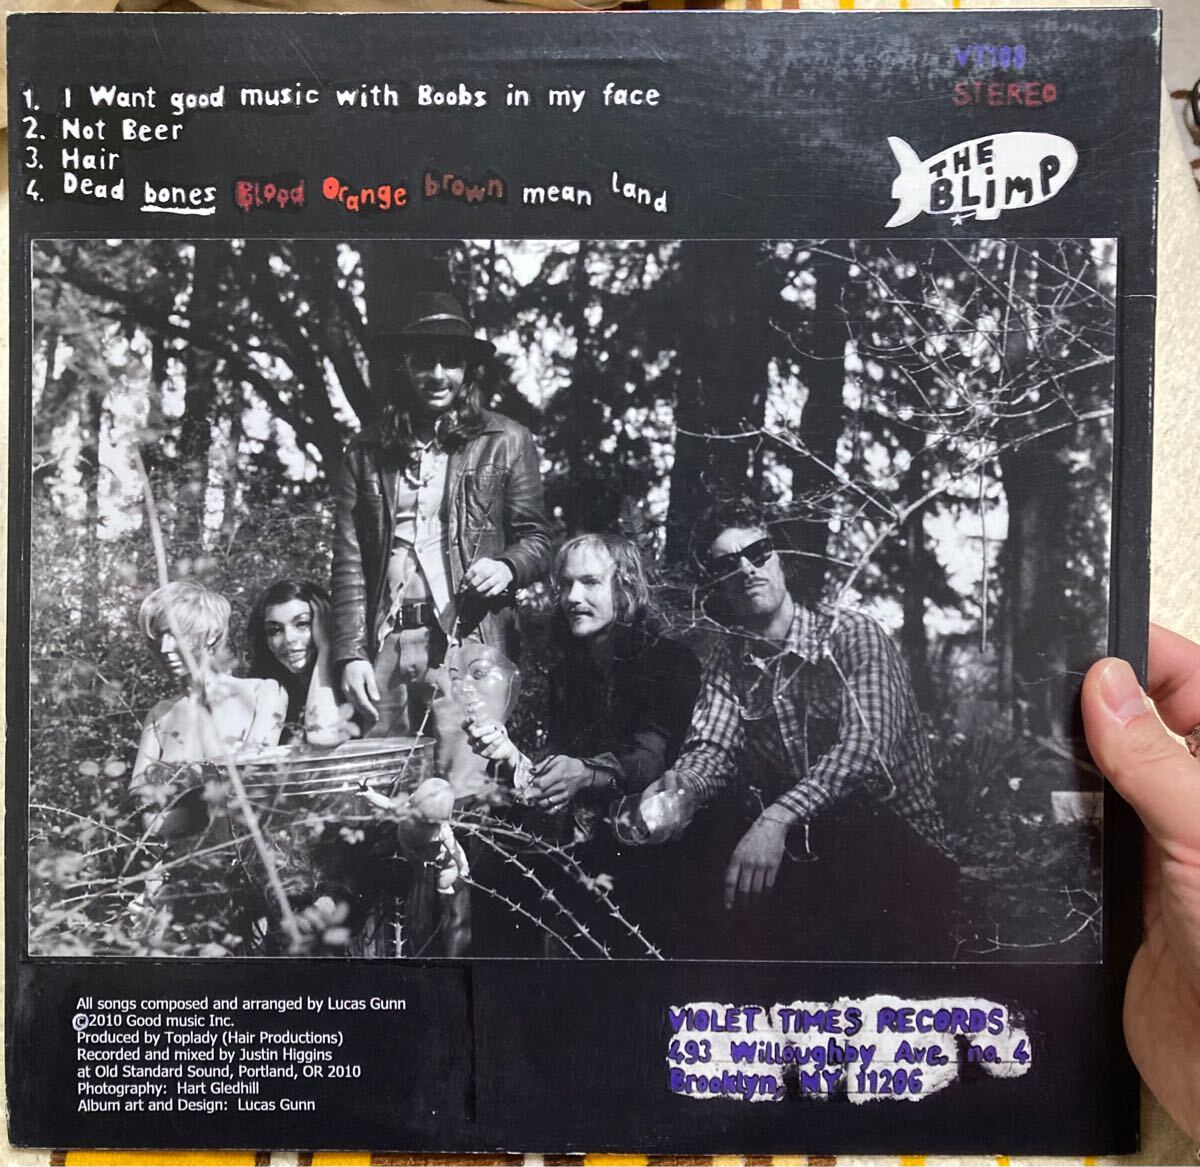 VT103
STEREO
1. I Want good music with Boobs in my face
2. Not Beer
3. Hair
4. Dead bones Blood Orange brown mean land
THE
BLiMP
All songs composed and arranged by Lucas Gunn
©2010 Good music Inc.
Produced by Toplady (Hair Productions)
Recorded and mixed by Justin Higgins
at Old Standard Sound, Portland, OR 2010
Photography: Hart Gledhill
Album art and Design: Lucas Gunn
VIOLET TIMES RECORDS
493 Willoughby Ave. no. 4
Brooklyn, NY 11206